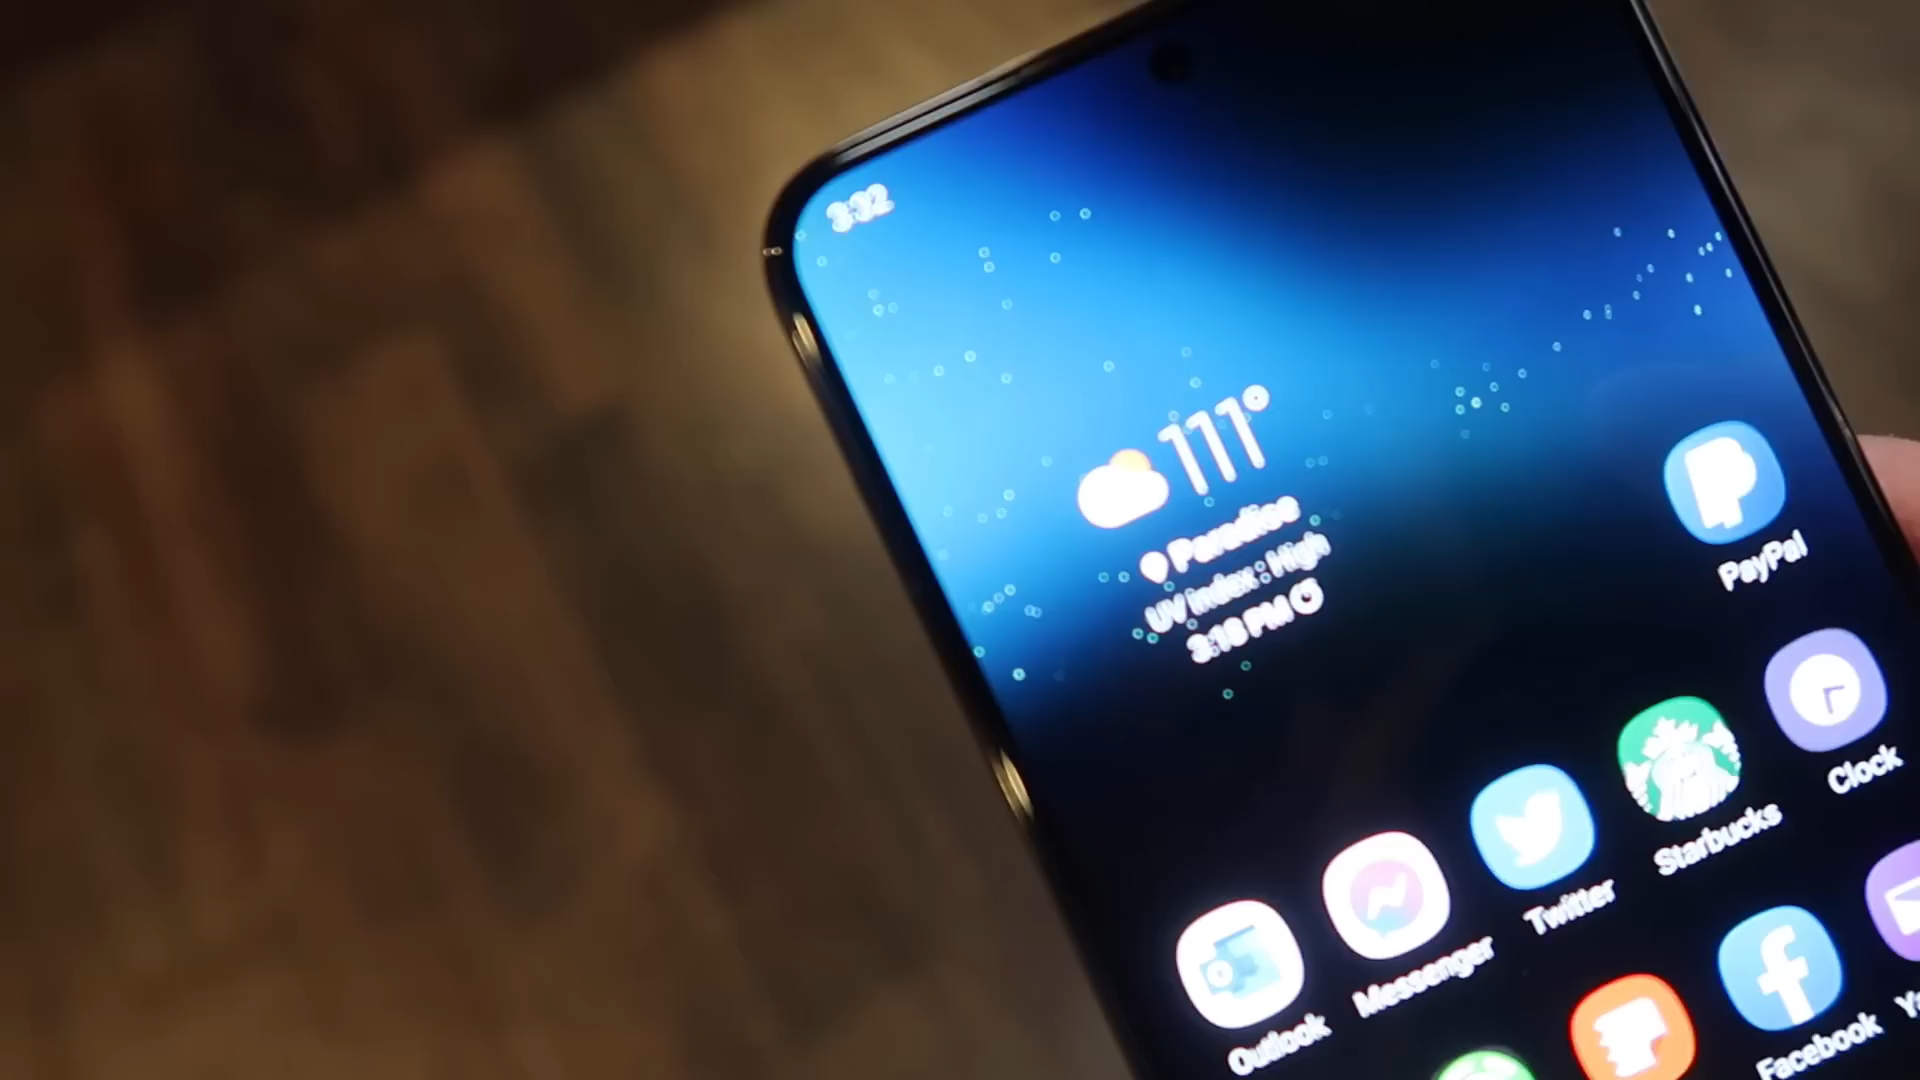 3:32
111°
Paradise
UV index : High
3:18 PM
PayPal
Clock
Starbucks
Twitter
Messenger
Outlook
Facebook